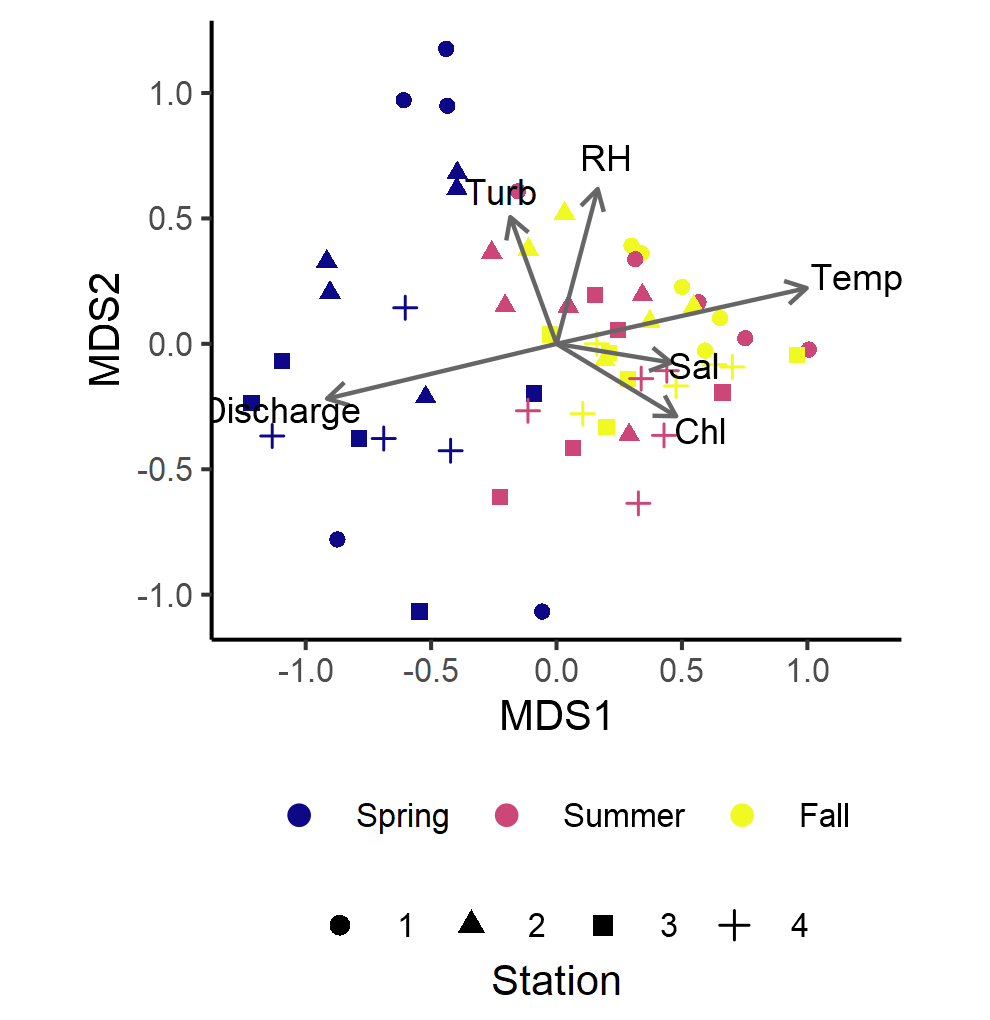 1.0
0.5
0.0
-0.5
-1.0
MDS2
RH
Turb
Temp
Sal
Discharge
Chl
-1.0 -0.5 0.0 0.5 1.0
MDS1
Spring Summer Fall
1 2 3 4
Station